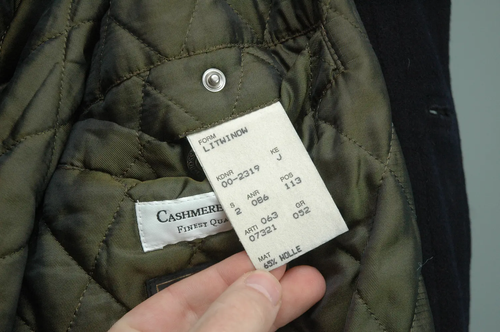 FORM
LITWINOW
KDNR KE
00-2319 J
S ANR POS
2 086 113
ARTI 063 GR
07321 052
MAT
65% WOLLE
CASHMERE
FINEST